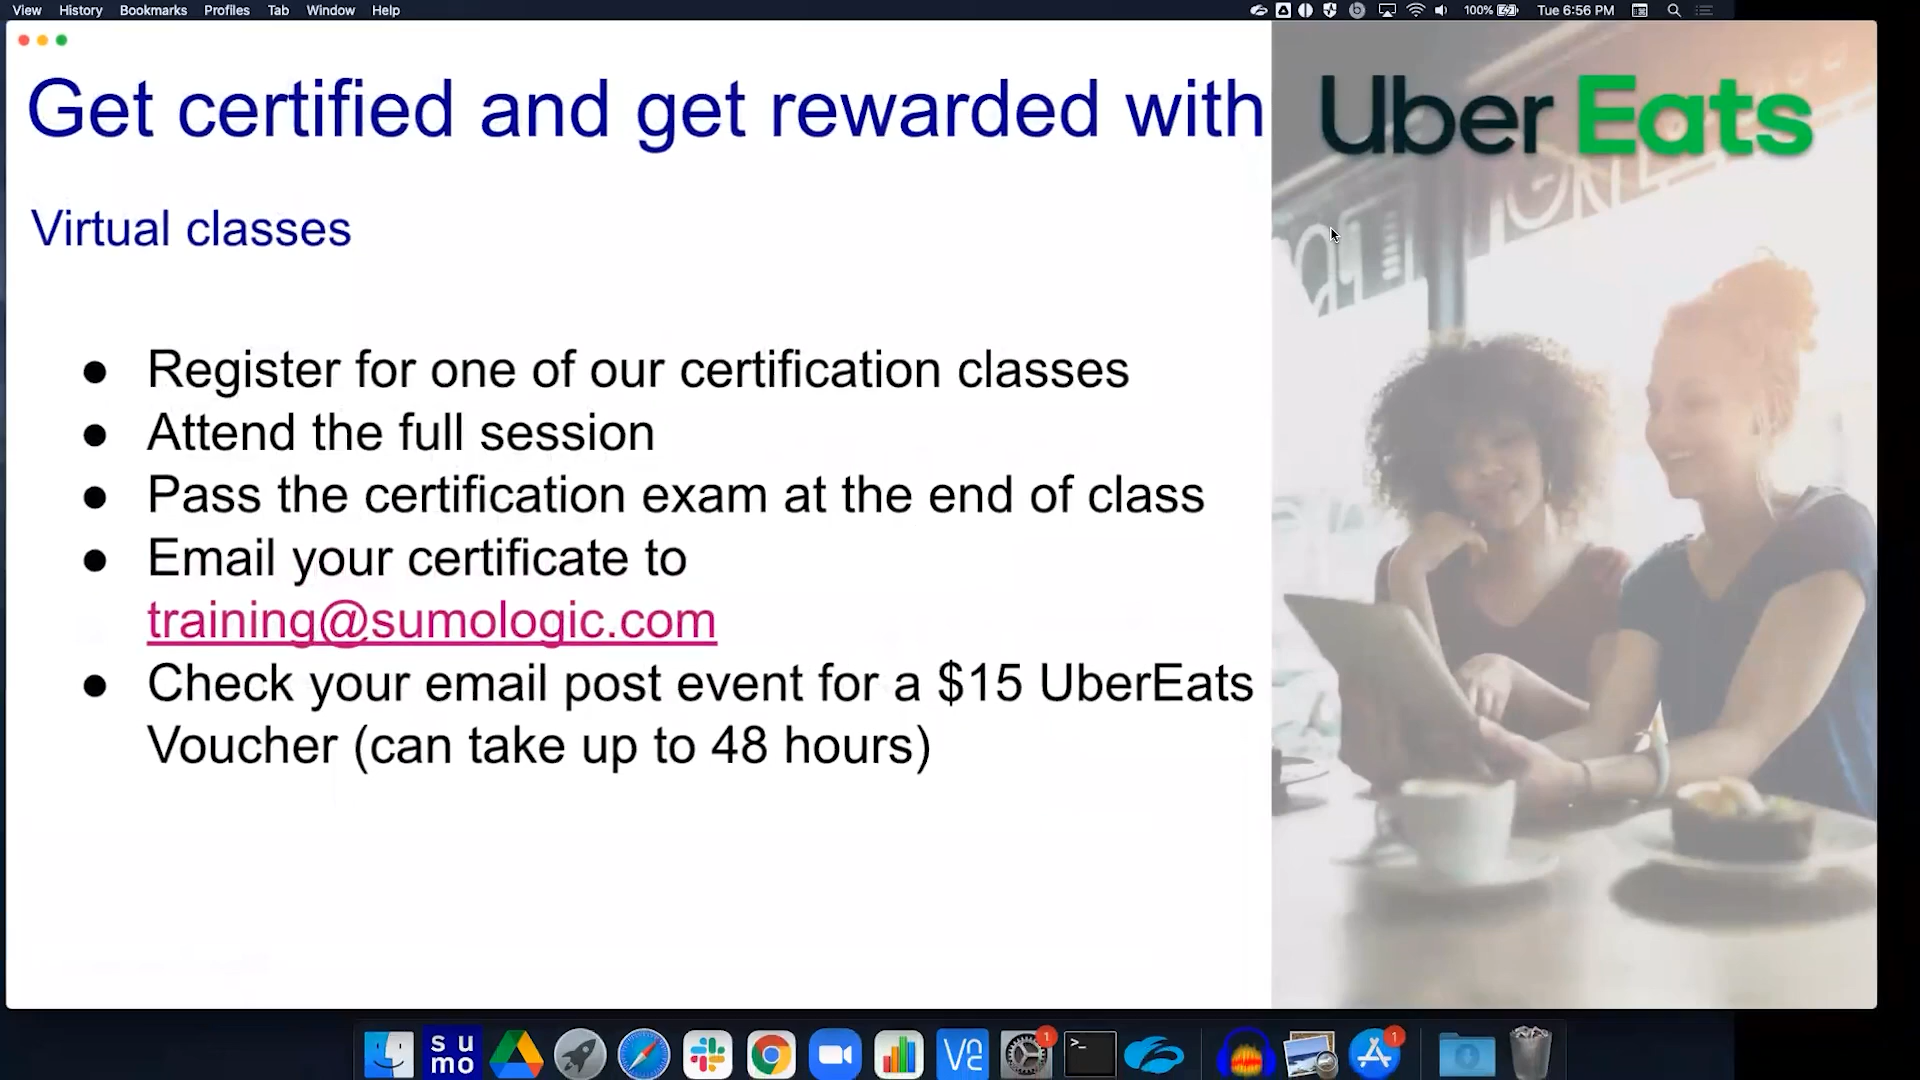 View History Bookmarks Profiles Tab Window Help 100% Tue 6:56 PM
Get certified and get rewarded with Uber Eats
Virtual classes
● Register for one of our certification classes
● Attend the full session
● Pass the certification exam at the end of class
● Email your certificate to
training@sumologic.com
● Check your email post event for a $15 UberEats
Voucher (can take up to 48 hours)
su
mo
1
1